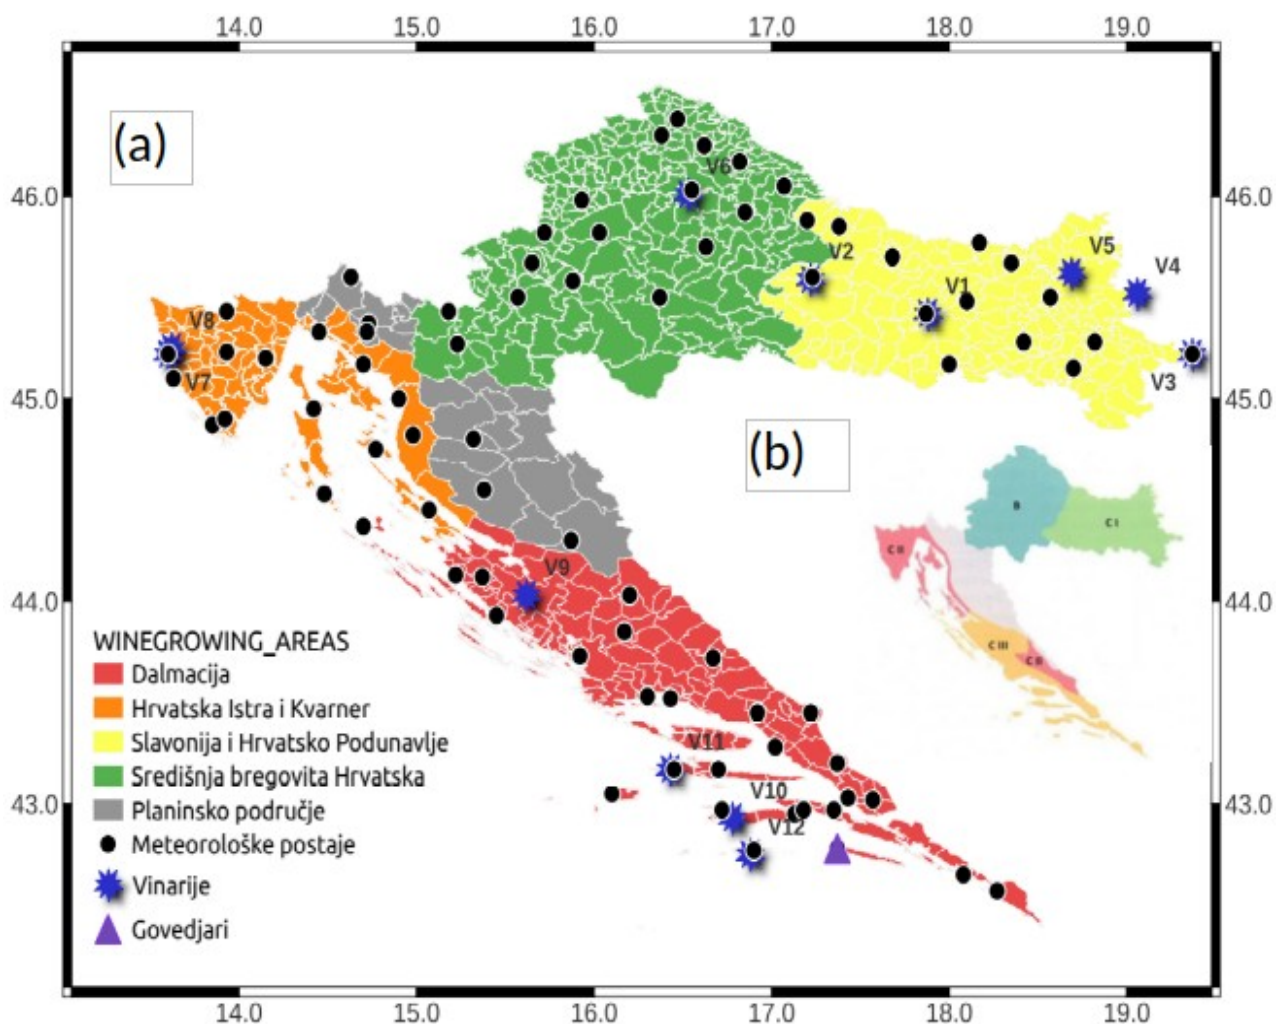 14.0 15.0 16.0 17.0 18.0 19.0
(a)
V6
46.0 46.0
V2 V5
V4
V1
V8
V7 V3
45.0 45.0
(b)
B
C I
C II
V9
44.0 44.0
C III
C II
WINEGROWING_AREAS
Dalmacija
Hrvatska Istra i Kvarner
Slavonija i Hrvatsko Podunavlje
V11
Središnja bregovita Hrvatska
V10
Planinsko područje
43.0 43.0
V12
Meteorološke postaje
Vinarije
Govedjari
14.0 15.0 16.0 17.0 18.0 19.0